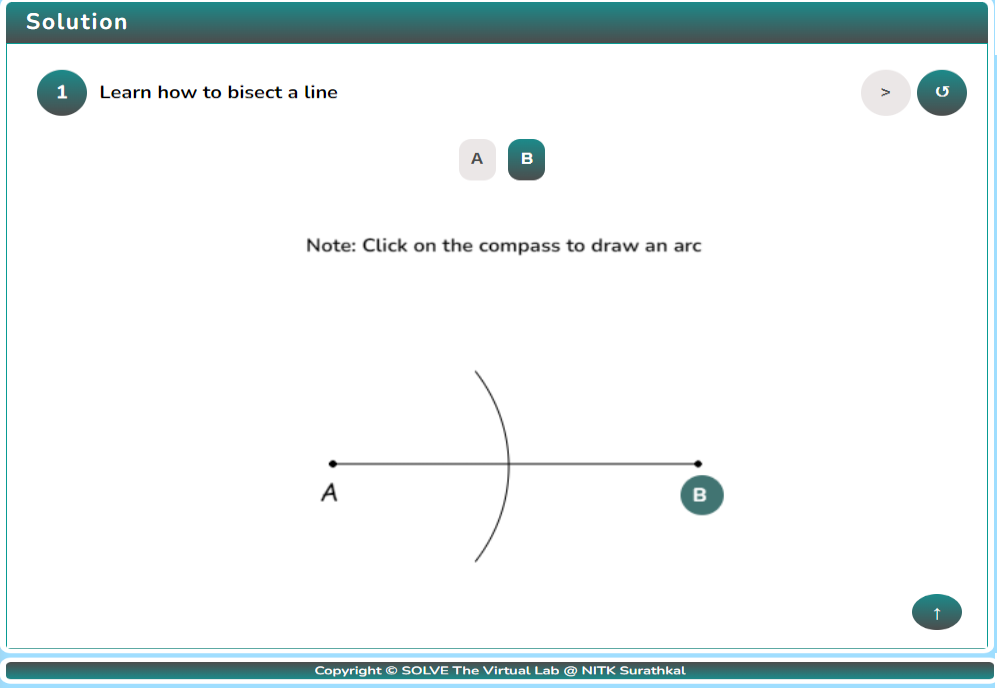 Solution
1 Learn how to bisect a line > ↺
A B
Note: Click on the compass to draw an arc
A
B
↑
Copyright © SOLVE The Virtual Lab @ NITK Surathkal